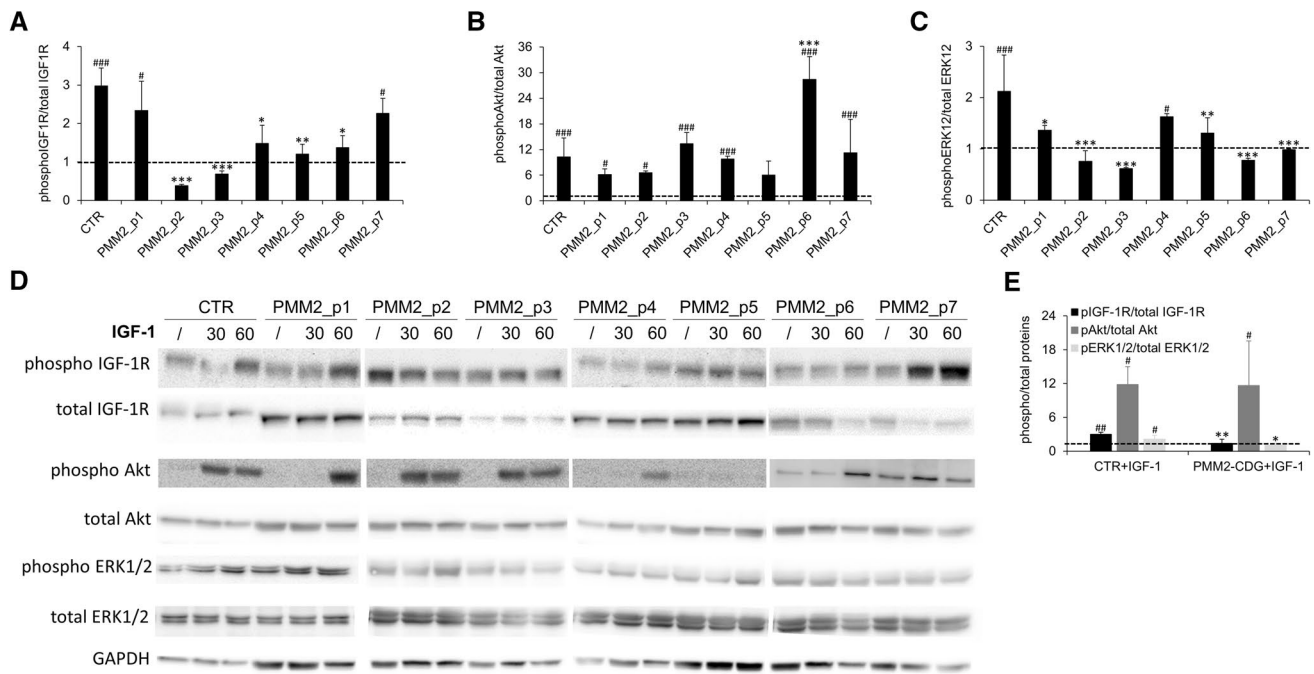 A
phosphoIGF1R/total IGF1R
4
3
2
1
0
###
#
***
***
*
**
*
#
CTR
PMM2_p1
PMM2_p2
PMM2_p3
PMM2_p4
PMM2_p5
PMM2_p6
PMM2_p7
B
phosphoAkt/total Akt
36
30
24
18
12
6
0
###
#
#
###
###
***
###
###
CTR
PMM2_p1
PMM2_p2
PMM2_p3
PMM2_p4
PMM2_p5
PMM2_p6
PMM2_p7
C
phosphoERK12/total ERK12
3
2
1
0
###
*
***
***
#
**
***
***
CTR
PMM2_p1
PMM2_p2
PMM2_p3
PMM2_p4
PMM2_p5
PMM2_p6
PMM2_p7
D
CTR PMM2_p1 PMM2_p2 PMM2_p3 PMM2_p4 PMM2_p5 PMM2_p6 PMM2_p7
IGF-1 / 30 60 / 30 60 / 30 60 / 30 60 / 30 60 / 30 60 / 30 60 / 30 60
phospho IGF-1R
total IGF-1R
phospho Akt
total Akt
phospho ERK1/2
total ERK1/2
GAPDH
E
phospho/total proteins
24
18
12
6
0
pIGF-1R/total IGF-1R
pAkt/total Akt
pERK1/2/total ERK1/2
##
#
#
**
#
*
CTR+IGF-1
PMM2-CDG+IGF-1